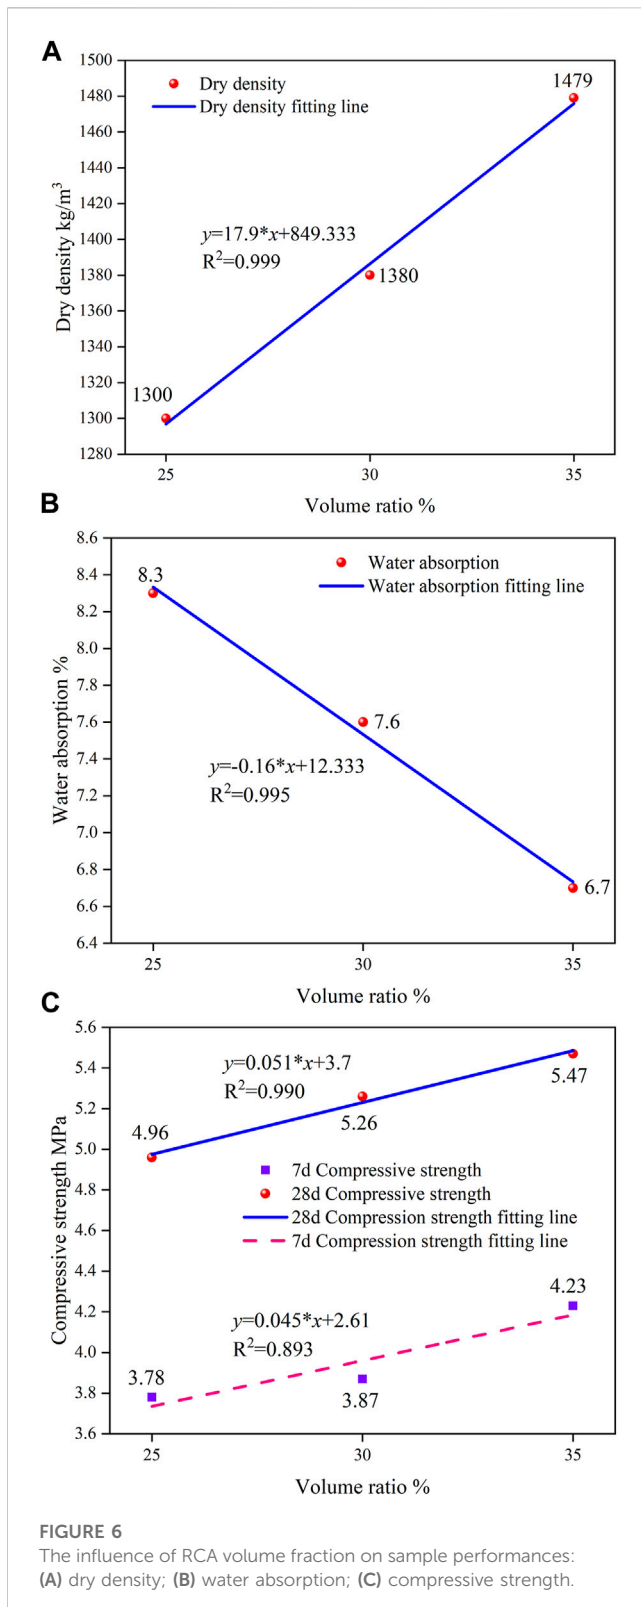 A
1500
1480
1460
1440
1420
1400
1380
1360
1340
1320
1300
1280
Dry density kg/m³
Dry density
Dry density fitting line
1479
y=17.9*x+849.333
R²=0.999
1380
1300
25 30 35
Volume ratio %
B
8.6
8.4
8.2
8.0
7.8
7.6
7.4
7.2
7.0
6.8
6.6
6.4
Water absorption %
Water absorption
Water absorption fitting line
8.3
7.6
y=-0.16*x+12.333
R²=0.995
6.7
25 30 35
Volume ratio %
C
5.6
5.4
5.2
5.0
4.8
4.6
4.4
4.2
4.0
3.8
3.6
Compressive strength MPa
y=0.051*x+3.7
R²=0.990
5.47
5.26
4.96
7d Compressive strength
28d Compressive strength
28d Compression strength fitting line
7d Compression strength fitting line
4.23
y=0.045*x+2.61
R²=0.893
3.78
3.87
25 30 35
Volume ratio %
FIGURE 6
The influence of RCA volume fraction on sample performances:
(A) dry density; (B) water absorption; (C) compressive strength.